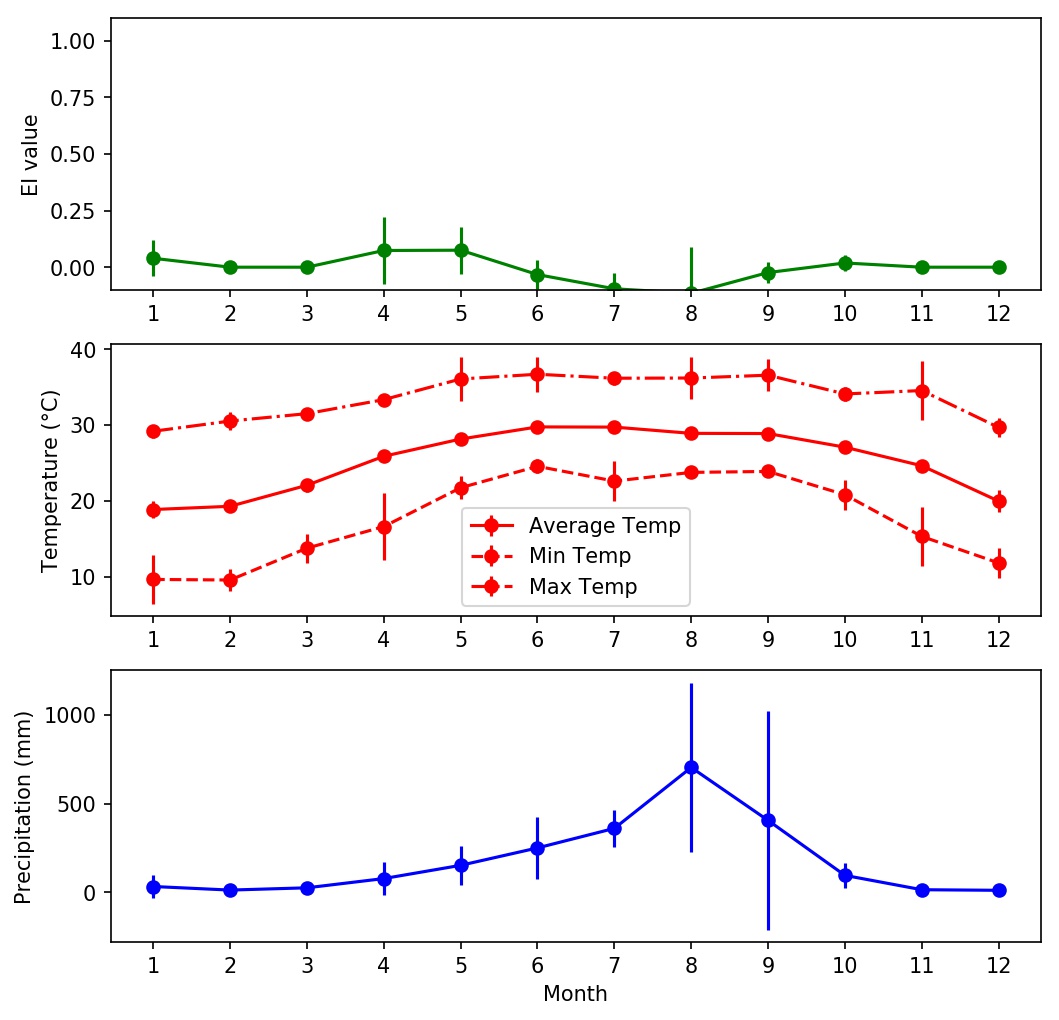 1.00
0.75
0.50
0.25
0.00
EI value
1 2 3 4 5 6 7 8 9 10 11 12
40
30
20
10
Temperature (°C)
Average Temp
Min Temp
Max Temp
1 2 3 4 5 6 7 8 9 10 11 12
1000
500
0
Precipitation (mm)
1 2 3 4 5 6 7 8 9 10 11 12
Month